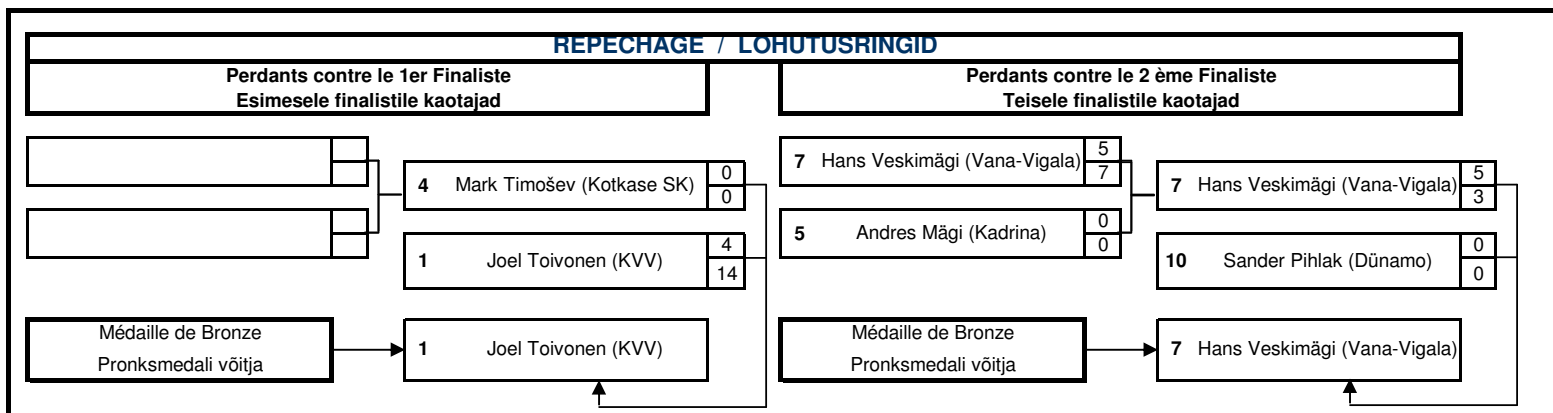 REPECHAGE / LOHUTUSRINGID
Perdants contre le 1er Finaliste
Esimesele finalistile kaotajad
Perdants contre le 2 ème Finaliste
Teisele finalistile kaotajad
4 Mark Timošev (Kotkase SK) 0
0
1 Joel Toivonen (KVV) 4
14
Médaille de Bronze
Pronksmedali võitja
1 Joel Toivonen (KVV)
7 Hans Veskimägi (Vana-Vigala) 5
7
5 Andres Mägi (Kadrina) 0
0
7 Hans Veskimägi (Vana-Vigala) 5
3
10 Sander Pihlak (Dünamo) 0
0
Médaille de Bronze
Pronksmedali võitja
7 Hans Veskimägi (Vana-Vigala)